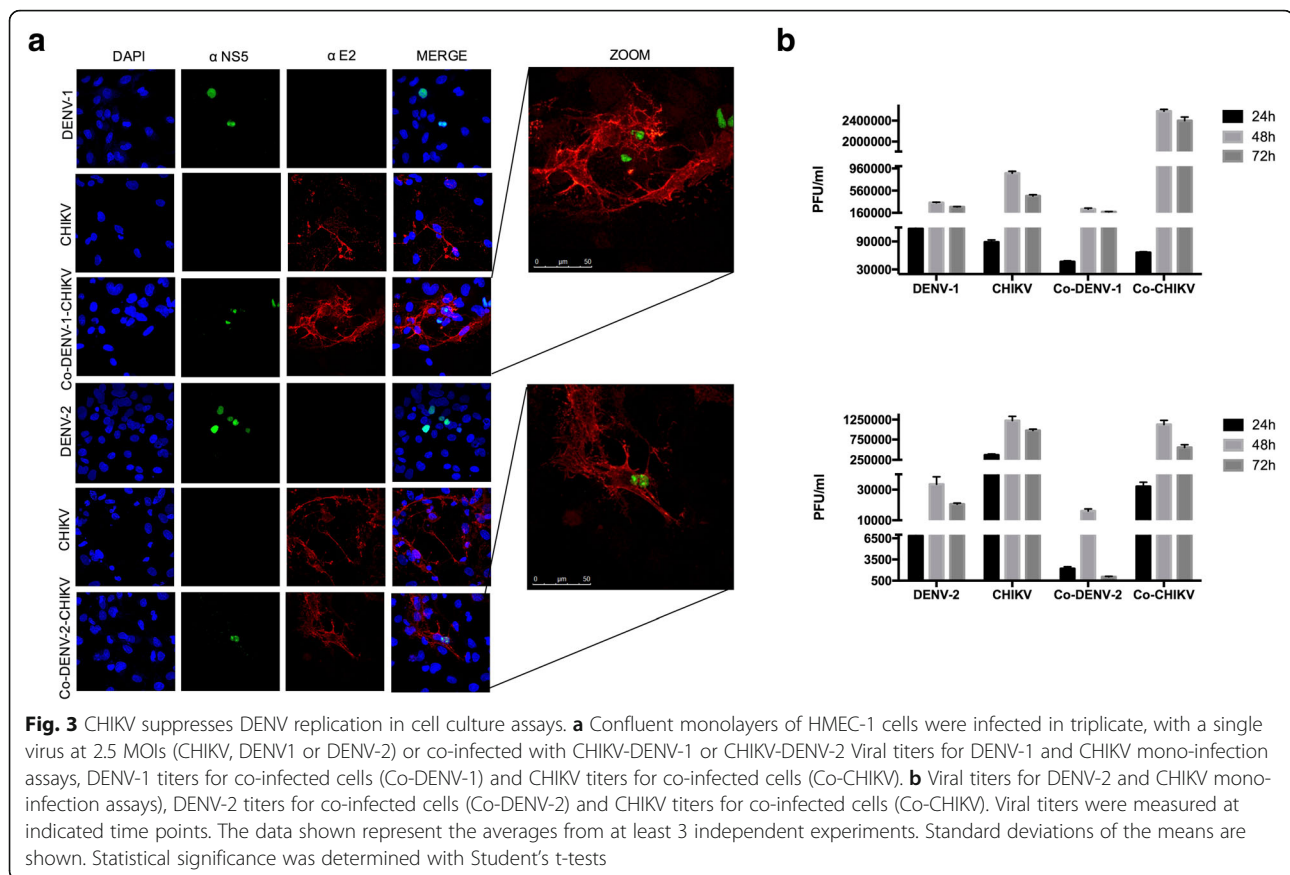 a
DAPI
α NS5
α E2
MERGE
ZOOM
DENV-1
CHIKV
Co-DENV-1-CHIKV
DENV-2
CHIKV
Co-DENV-2-CHIKV
0 µm 50
0 µm 50
b
PFU/ml
2400000
2000000
960000
560000
160000
90000
30000
DENV-1 CHIKV Co-DENV-1 Co-CHIKV
24h
48h
72h
PFU/ml
1250000
750000
250000
30000
10000
6500
3500
500
DENV-2 CHIKV Co-DENV-2 Co-CHIKV
24h
48h
72h
Fig. 3 CHIKV suppresses DENV replication in cell culture assays. a Confluent monolayers of HMEC-1 cells were infected in triplicate, with a single
virus at 2.5 MOIs (CHIKV, DENV1 or DENV-2) or co-infected with CHIKV-DENV-1 or CHIKV-DENV-2 Viral titers for DENV-1 and CHIKV mono-infection
assays, DENV-1 titers for co-infected cells (Co-DENV-1) and CHIKV titers for co-infected cells (Co-CHIKV). b Viral titers for DENV-2 and CHIKV mono-
infection assays), DENV-2 titers for co-infected cells (Co-DENV-2) and CHIKV titers for co-infected cells (Co-CHIKV). Viral titers were measured at
indicated time points. The data shown represent the averages from at least 3 independent experiments. Standard deviations of the means are
shown. Statistical significance was determined with Student's t-tests